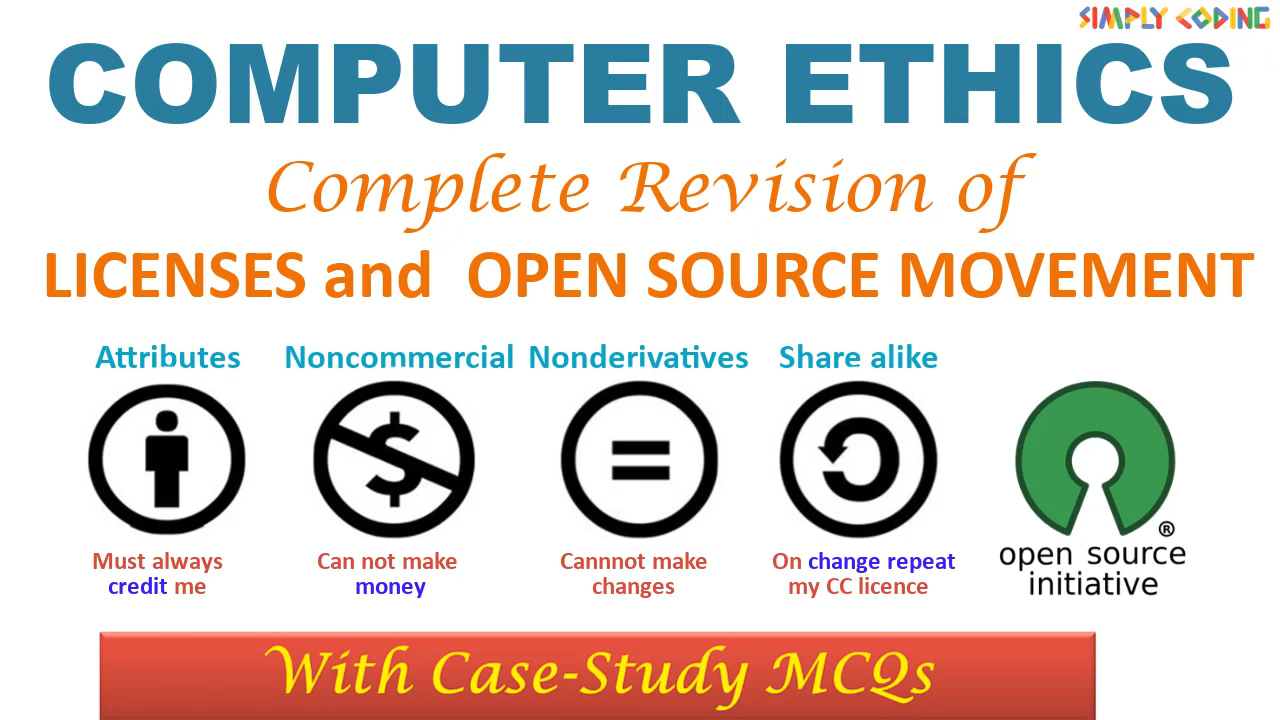 SIMPLY CODING
COMPUTER ETHICS
Complete Revision of
LICENSES and OPEN SOURCE MOVEMENT
Attributes Noncommercial Nonderivatives Share alike
$ =
Must always Can not make Cannnot make On change repeat
credit me money changes my CC licence
®
open source
initiative
With Case-Study MCQs